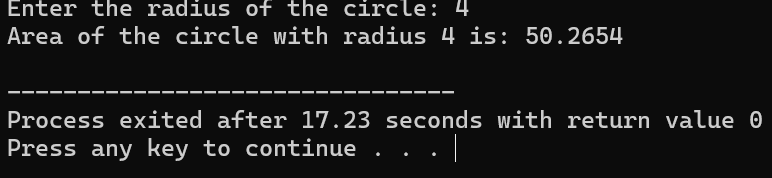 Enter the radius of the circle: 4
Area of the circle with radius 4 is: 50.2654
--------------------------------
Process exited after 17.23 seconds with return value 0
Press any key to continue . . .